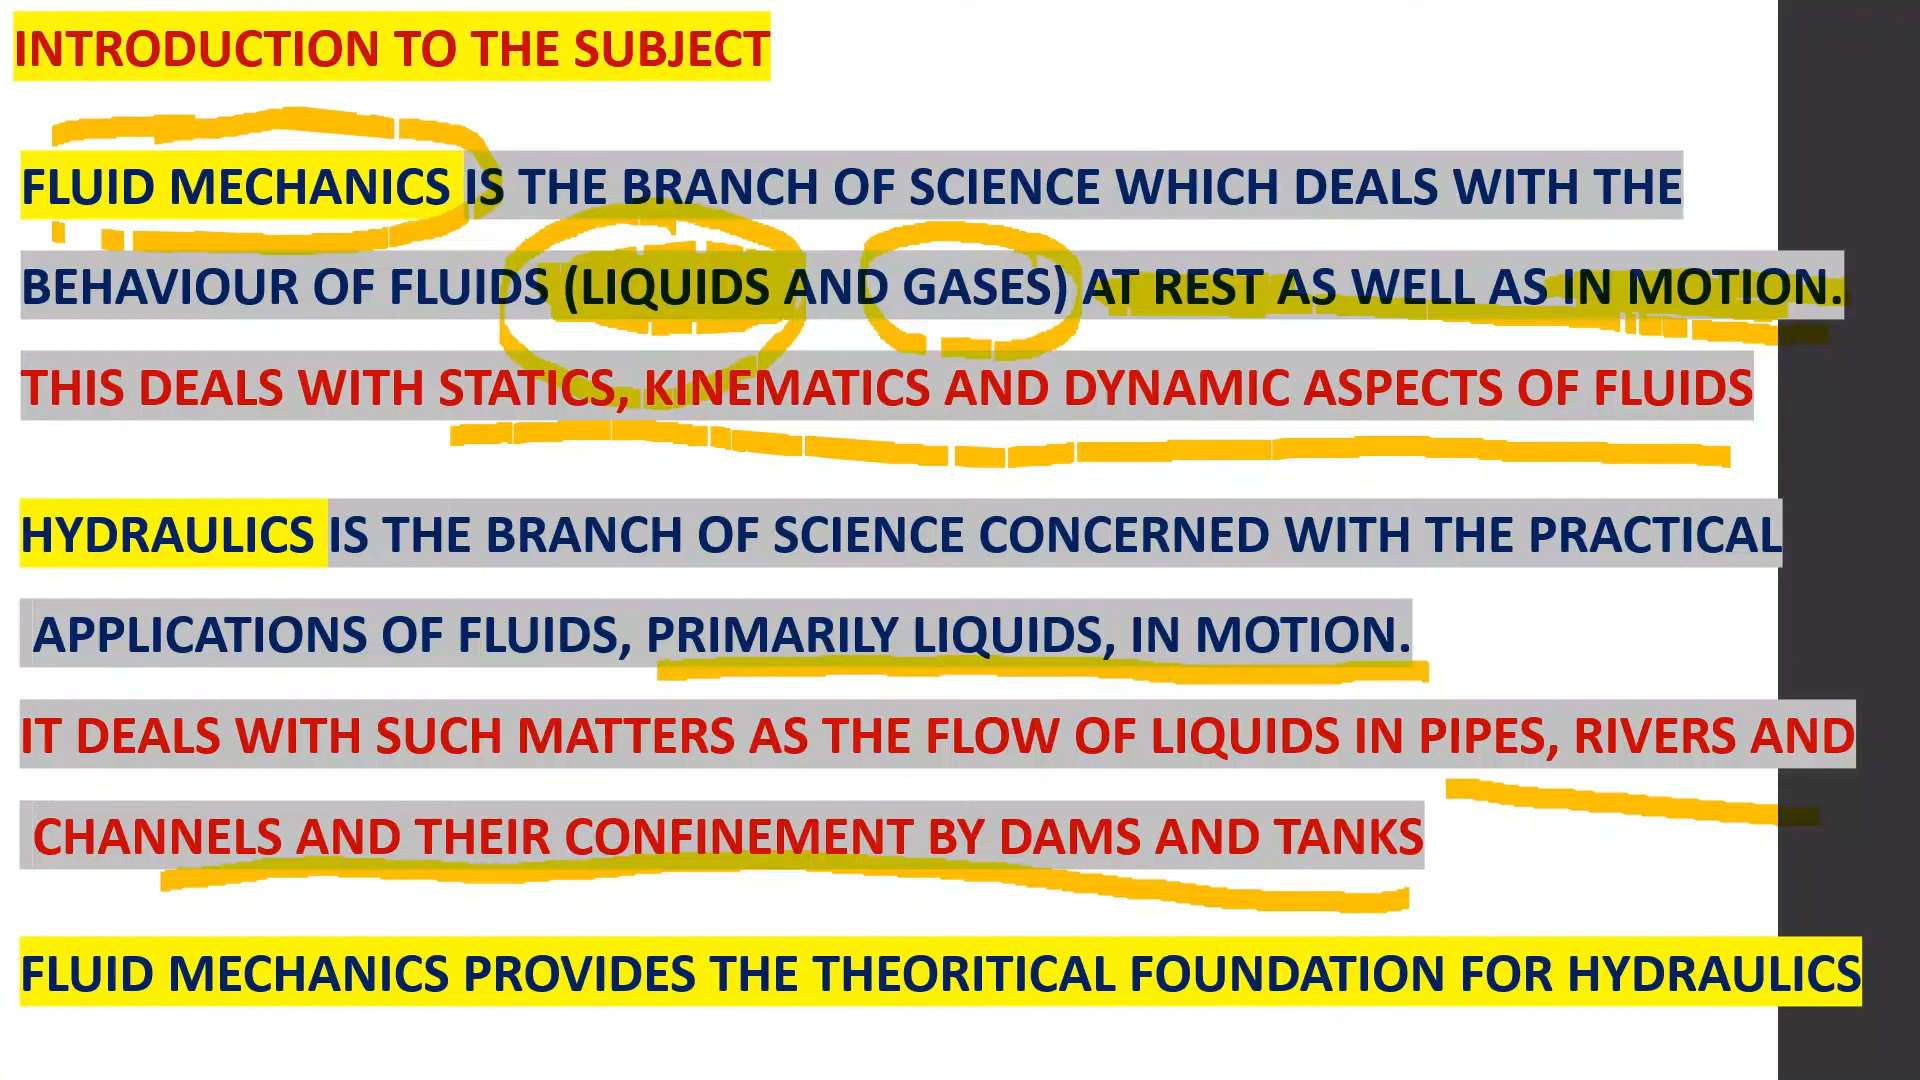 INTRODUCTION TO THE SUBJECT
FLUID MECHANICS IS THE BRANCH OF SCIENCE WHICH DEALS WITH THE
BEHAVIOUR OF FLUIDS (LIQUIDS AND GASES) AT REST AS WELL AS IN MOTION.
THIS DEALS WITH STATICS, KINEMATICS AND DYNAMIC ASPECTS OF FLUIDS
HYDRAULICS IS THE BRANCH OF SCIENCE CONCERNED WITH THE PRACTICAL
APPLICATIONS OF FLUIDS, PRIMARILY LIQUIDS, IN MOTION.
IT DEALS WITH SUCH MATTERS AS THE FLOW OF LIQUIDS IN PIPES, RIVERS AND
CHANNELS AND THEIR CONFINEMENT BY DAMS AND TANKS
FLUID MECHANICS PROVIDES THE THEORITICAL FOUNDATION FOR HYDRAULICS